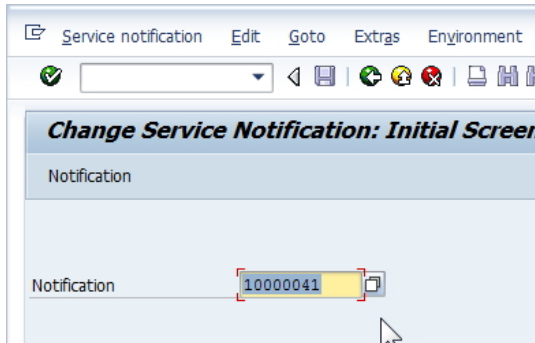 Service notification Edit Goto Extras Environment
Change Service Notification: Initial Screen
Notification
Notification 10000041